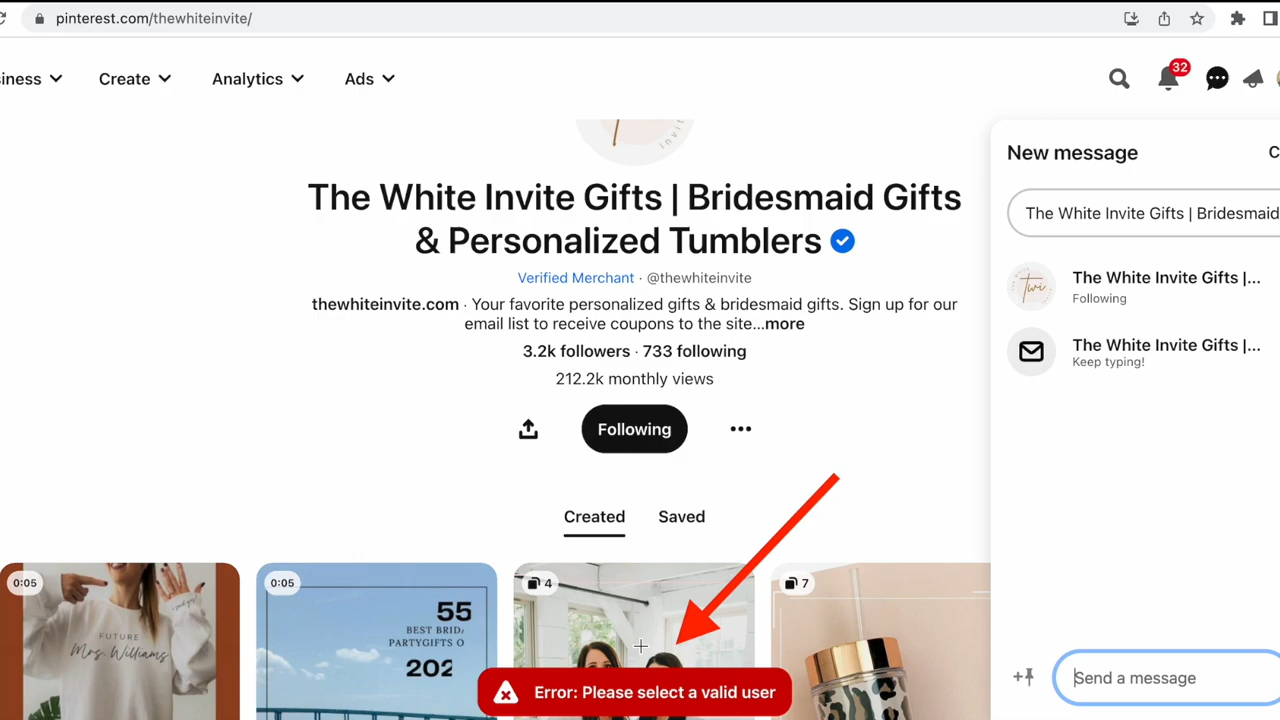 pinterest.com/thewhiteinvite/
siness
Create
Analytics
Ads
32
New message
The White Invite Gifts | Bridesmaid Gifts
& Personalized Tumblers
Verified Merchant · @thewhiteinvite
thewhiteinvite.com · Your favorite personalized gifts & bridesmaid gifts. Sign up for our
email list to receive coupons to the site...more
3.2k followers · 733 following
212.2k monthly views
Following
Created
Saved
The White Invite Gifts | Bridesmaid
The White Invite Gifts |...
Following
The White Invite Gifts |...
Keep typing!
0:05
FUTURE
Mrs. Williams
0:05
55
BEST BRID
PARTYGIFTS O
202
4
7
Error: Please select a valid user
Send a message